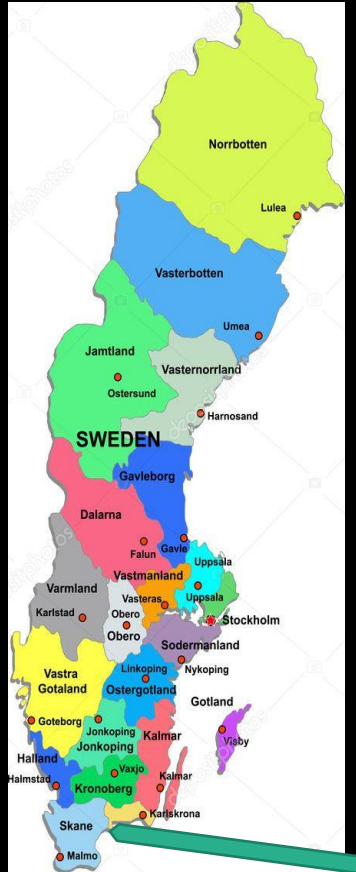 Norrbotten
Lulea
Vasterbotten
Umea
Jamtland
Vasternorrland
Ostersund
Harnosand
SWEDEN
Gavleborg
Dalarna
Falun
Gavle
Uppsala
Vastmanland
Varmland
Vasteras
Uppsala
Karlstad
Obero
Stockholm
Obero
Sodermanland
Vastra
Gotaland
Linkoping
Nykoping
Ostergotland
Gotland
Goteborg
Jonkoping
Kalmar
Visby
Jonkoping
Halland
Vaxjo
Halmstad
Kalmar
Kronoberg
Karlskrona
Skane
Malmo